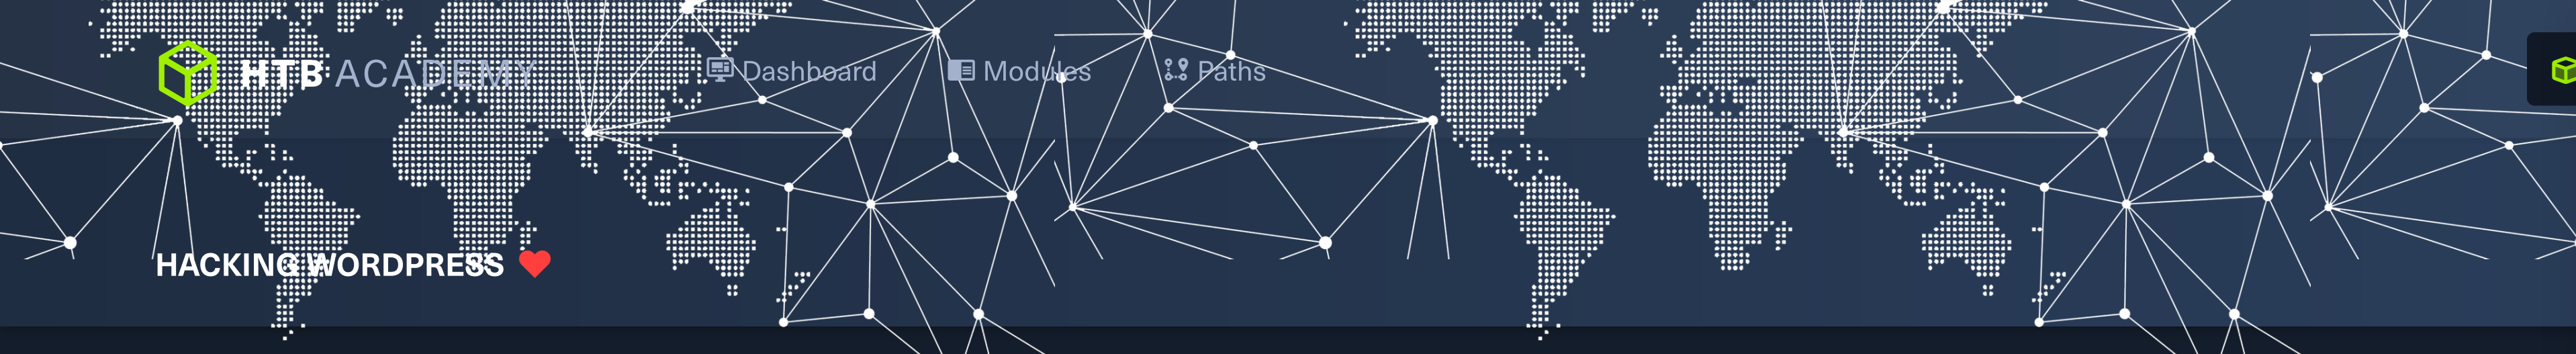 HTB ACADEMY
Dashboard
Modules
Paths
HACKING WORDPRESS